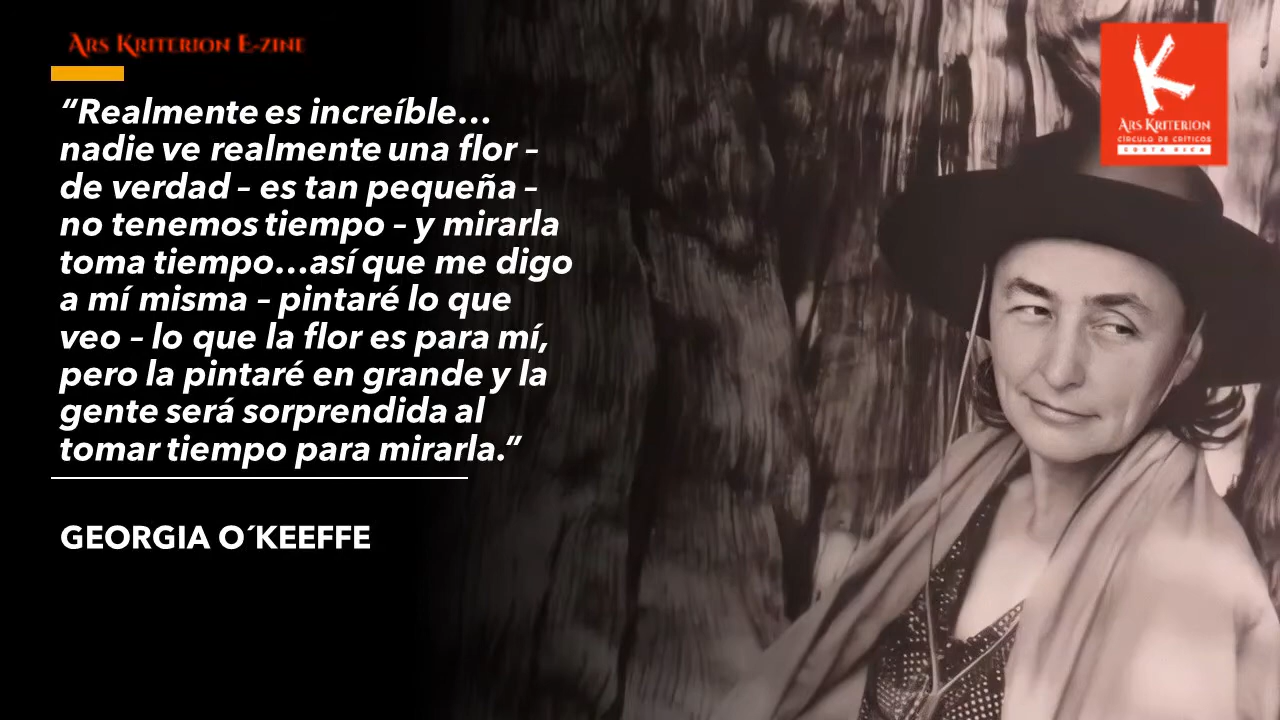 ARS KRITERION E-ZINE
“Realmente es increíble…
nadie ve realmente una flor –
de verdad – es tan pequeña –
no tenemos tiempo – y mirarla
toma tiempo…así que me digo
a mí misma – pintaré lo que
veo – lo que la flor es para mí,
pero la pintaré en grande y la
gente será sorprendida al
tomar tiempo para mirarla.”
GEORGIA O´KEEFFE
K
ARS KRITERION
CÍRCULO DE CRÍTICOS
COSTA RICA